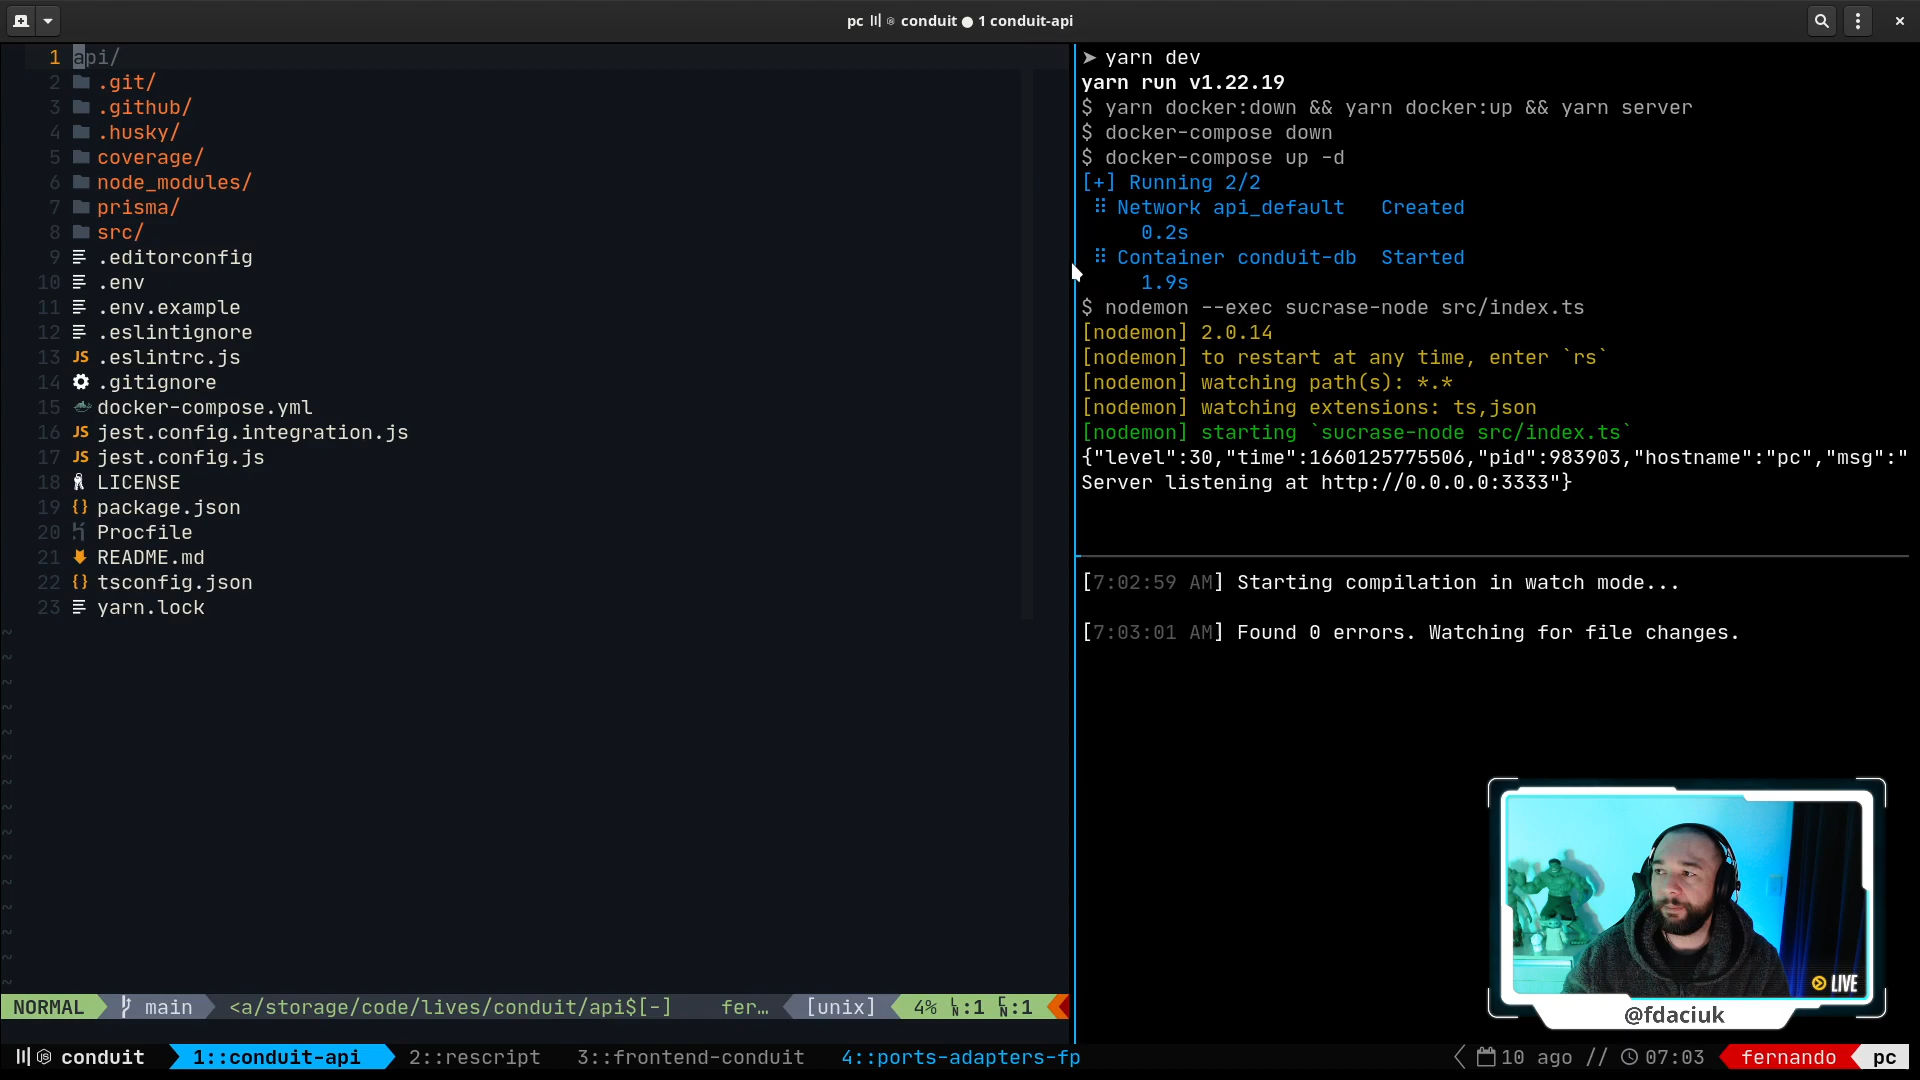 pc conduit ● 1 conduit-api
1 api/
2 .git/
3 .github/
4 .husky/
5 coverage/
6 node_modules/
7 prisma/
8 src/
9 .editorconfig
10 .env
11 .env.example
12 .eslintignore
13 JS .eslintrc.js
14 .gitignore
15 docker-compose.yml
16 JS jest.config.integration.js
17 JS jest.config.js
18 LICENSE
19 {} package.json
20 Procfile
21 README.md
22 {} tsconfig.json
23 yarn.lock
NORMAL main <a/storage/code/lives/conduit/api$[-] fer… [unix] 4% LN:1 CN:1
➤ yarn dev
yarn run v1.22.19
$ yarn docker:down && yarn docker:up && yarn server
$ docker-compose down
$ docker-compose up -d
[+] Running 2/2
⠿ Network api_default Created
0.2s
⠿ Container conduit-db Started
1.9s
$ nodemon --exec sucrase-node src/index.ts
[nodemon] 2.0.14
[nodemon] to restart at any time, enter `rs`
[nodemon] watching path(s): *.*
[nodemon] watching extensions: ts,json
[nodemon] starting `sucrase-node src/index.ts`
{"level":30,"time":1660125775506,"pid":983903,"hostname":"pc","msg":"
Server listening at http://0.0.0.0:3333"}
[7:02:59 AM] Starting compilation in watch mode...
[7:03:01 AM] Found 0 errors. Watching for file changes.
LIVE
@fdaciuk
conduit 1::conduit-api 2::rescript 3::frontend-conduit 4::ports-adapters-fp 10 ago // 07:03 fernando pc